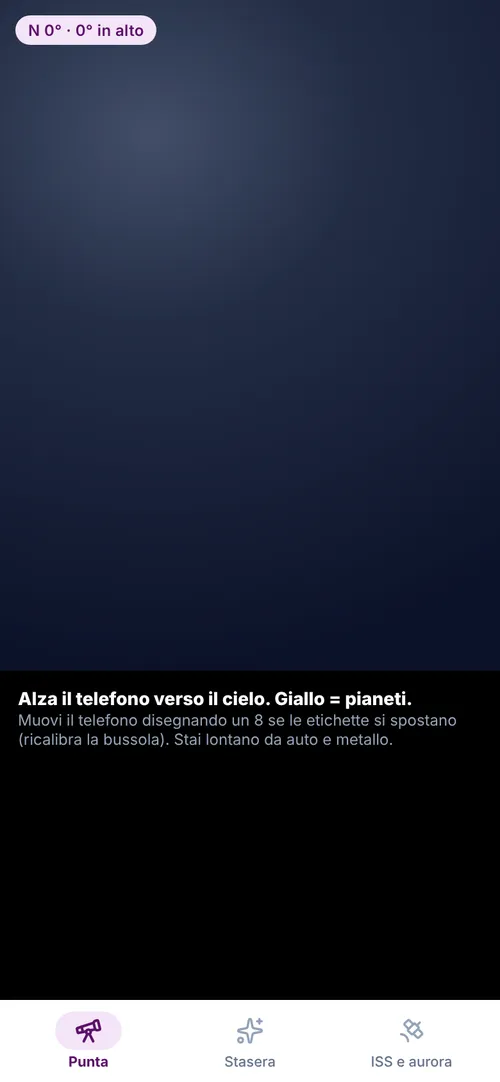 N 0° · 0° in alto
Alza il telefono verso il cielo. Giallo = pianeti.
Muovi il telefono disegnando un 8 se le etichette si spostano
(ricalibra la bussola). Stai lontano da auto e metallo.
Punta
Stasera
ISS e aurora